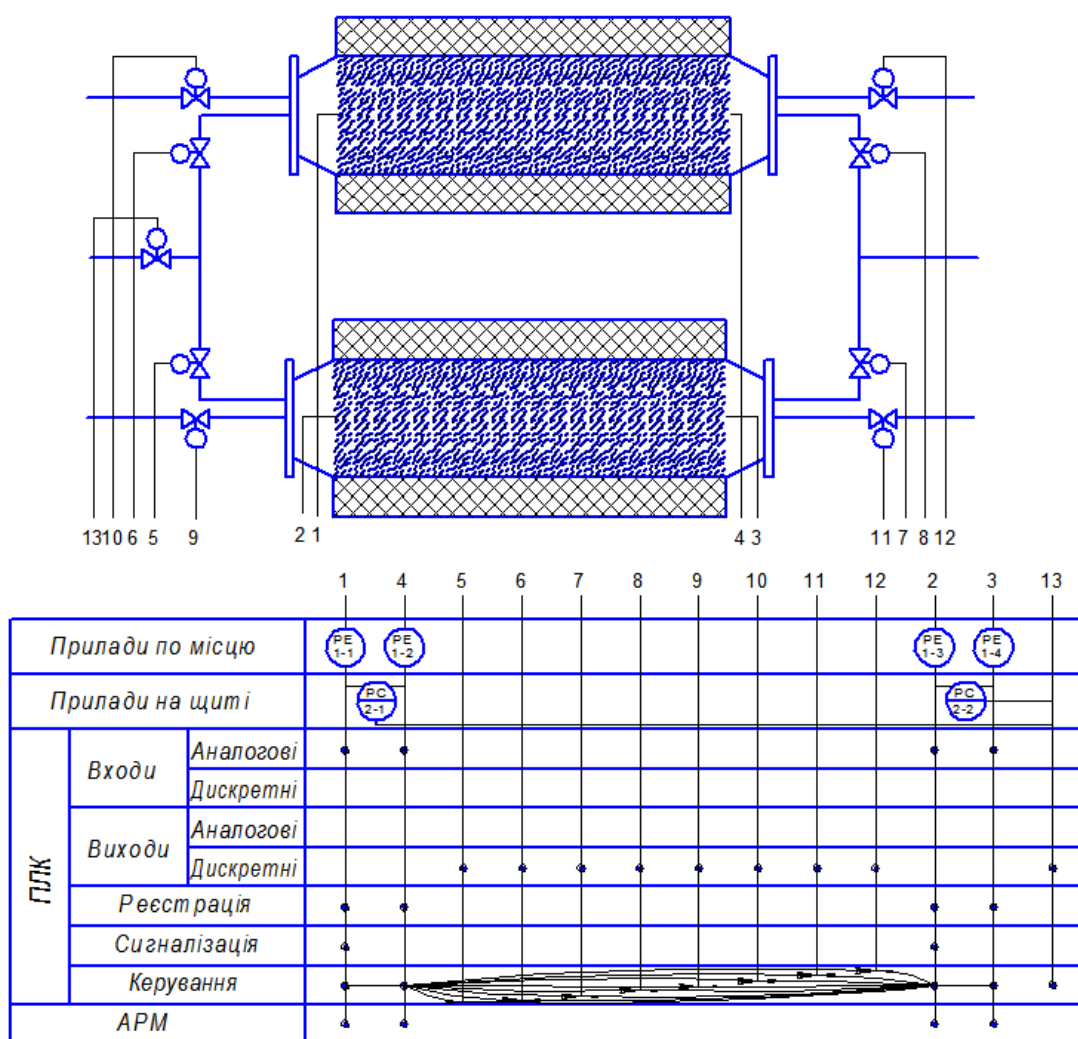 13 10 6 5 9 2 1 4 3 11 7 8 12
1 4 5 6 7 8 9 10 11 12 2 3 13
Прилади по місцю
PE 1-1
PE 1-2
PE 1-3
PE 1-4
Прилади на щиті
PC 2-1
PC 2-2
ПЛК
Входи
Аналогові
Дискретні
Виходи
Аналогові
Дискретні
Реєстрація
Сигналізація
Керування
АРМ